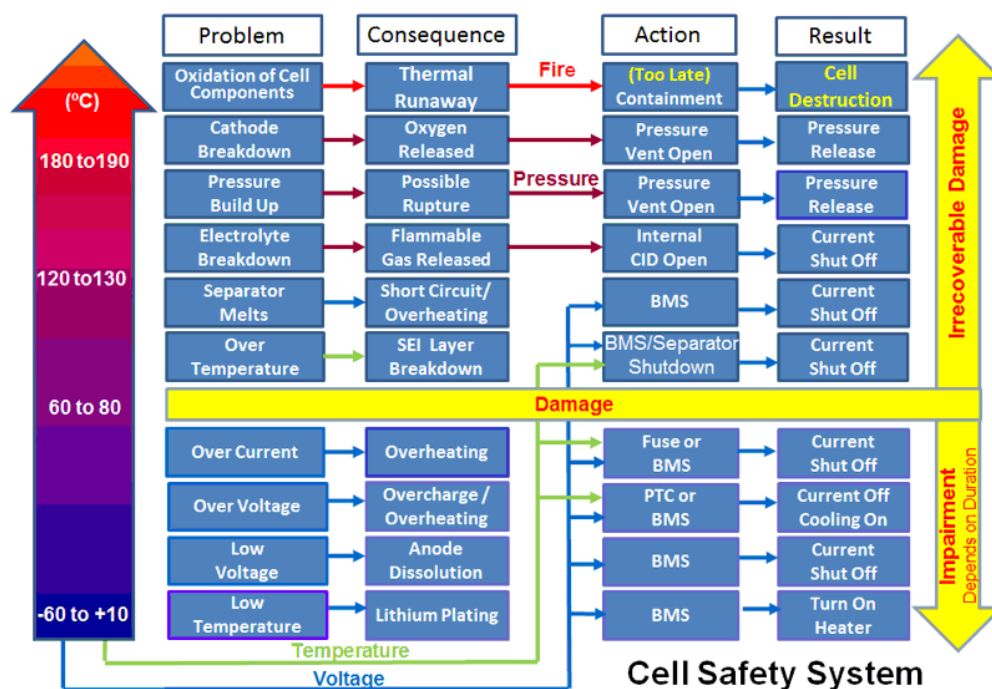 Problem
Consequence
Action
Result
(ºC)
Oxidation of Cell
Components
Thermal
Runaway
Fire
(Too Late)
Containment
Cell
Destruction
180 to190
Cathode
Breakdown
Oxygen
Released
Pressure
Vent Open
Pressure
Release
Pressure
Build Up
Possible
Rupture
Pressure
Pressure
Vent Open
Pressure
Release
120 to130
Electrolyte
Breakdown
Flammable
Gas Released
Internal
CID Open
Current
Shut Off
Separator
Melts
Short Circuit/
Overheating
BMS
Current
Shut Off
Over
Temperature
SEI Layer
Breakdown
BMS/Separator
Shutdown
Current
Shut Off
Irrecoverable Damage
60 to 80
Damage
Over Current
Overheating
Fuse or
BMS
Current
Shut Off
Over Voltage
Overcharge /
Overheating
PTC or
BMS
Current Off
Cooling On
Low
Voltage
Anode
Dissolution
BMS
Current
Shut Off
-60 to +10
Low
Temperature
Lithium Plating
BMS
Turn On
Heater
Impairment
Depends on Duration
Temperature
Voltage
Cell Safety System